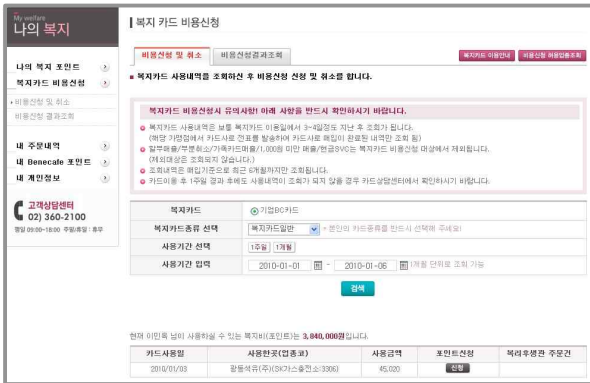 My welfare
나의 복지
나의 복지 포인트
복지카드 비용신청
비용신청 및 취소
비용신청 결과조회
내 주문내역
내 Benecafe 포인트
내 개인정보
고객상담센터
02) 360-2100
평일 09:00~18:00 주말/휴일 : 휴무
복지 카드 비용신청
비용신청 및 취소
비용신청결과조회
복지카드 이용안내
비용신청 허용업종조회
복지카드 사용내역을 조회하신 후 비용신청 신청 및 취소를 합니다.
복지카드 비용신청시 유의사항! 아래 사항을 반드시 확인하시기 바랍니다.
복지카드 사용내역은 보통 복지카드 이용일에서 3~4일정도 지난 후 조회가 됩니다.
(해당 가맹점에서 카드사로 전표를 발송하여 카드사로 매입이 완료된 내역만 조회 됨)
할부매출/부분취소/가족카드매출/1,000원 미만 매출/현금SVC는 복지카드 비용신청 대상에서 제외됩니다.
(제외대상은 조회되지 않습니다.)
조회내역은 매입기준으로 최근 6개월까지만 조회됩니다.
카드이용 후 1주일 경과 후에도 사용내역이 조회가 되지 않을 경우 카드상담센터에서 확인하시기 바랍니다.
복지카드 기업BC카드
복지카드종류 선택 복지카드일반 * 본인의 카드종류를 반드시 선택해 주세요!
사용기간 선택 1주일 1개월
사용기간 입력 2010-01-01 - 2010-01-06 1개월 단위로 조회 가능
검색
현재 이민록 님이 사용하실 수 있는 복지비(포인트)는 3,840,000원입니다.
카드사용일 사용한곳(업종코) 사용금액 포인트신청 복리후생관 주문건
2010/01/03 광동석유(주)(SK가스충전소:3306) 45,020 신청